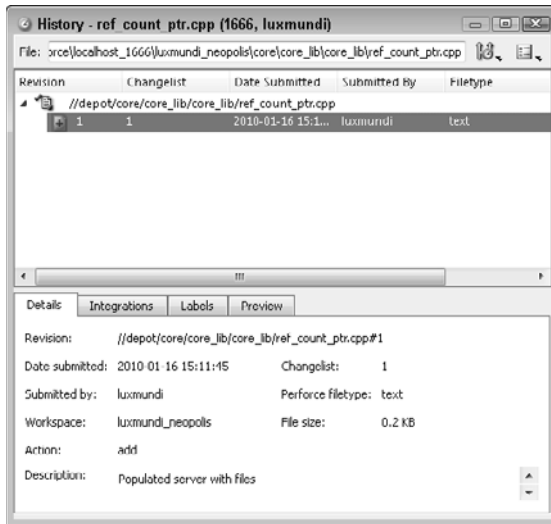 History - ref_count_ptr.cpp (1666, luxmundi)
File: orce\localhost_1666\luxmundi_neopolis\core\core_lib\core_lib\ref_count_ptr.cpp
Revision Changelist Date Submitted Submitted By Filetype
//depot/core/core_lib/core_lib/ref_count_ptr.cpp
1 1 2010-01-16 15:1... luxmundi text
Details Integrations Labels Preview
Revision: //depot/core/core_lib/core_lib/ref_count_ptr.cpp#1
Date submitted: 2010-01-16 15:11:45 Changelist: 1
Submitted by: luxmundi Perforce filetype: text
Workspace: luxmundi_neopolis File size: 0.2 KB
Action: add
Description: Populated server with files